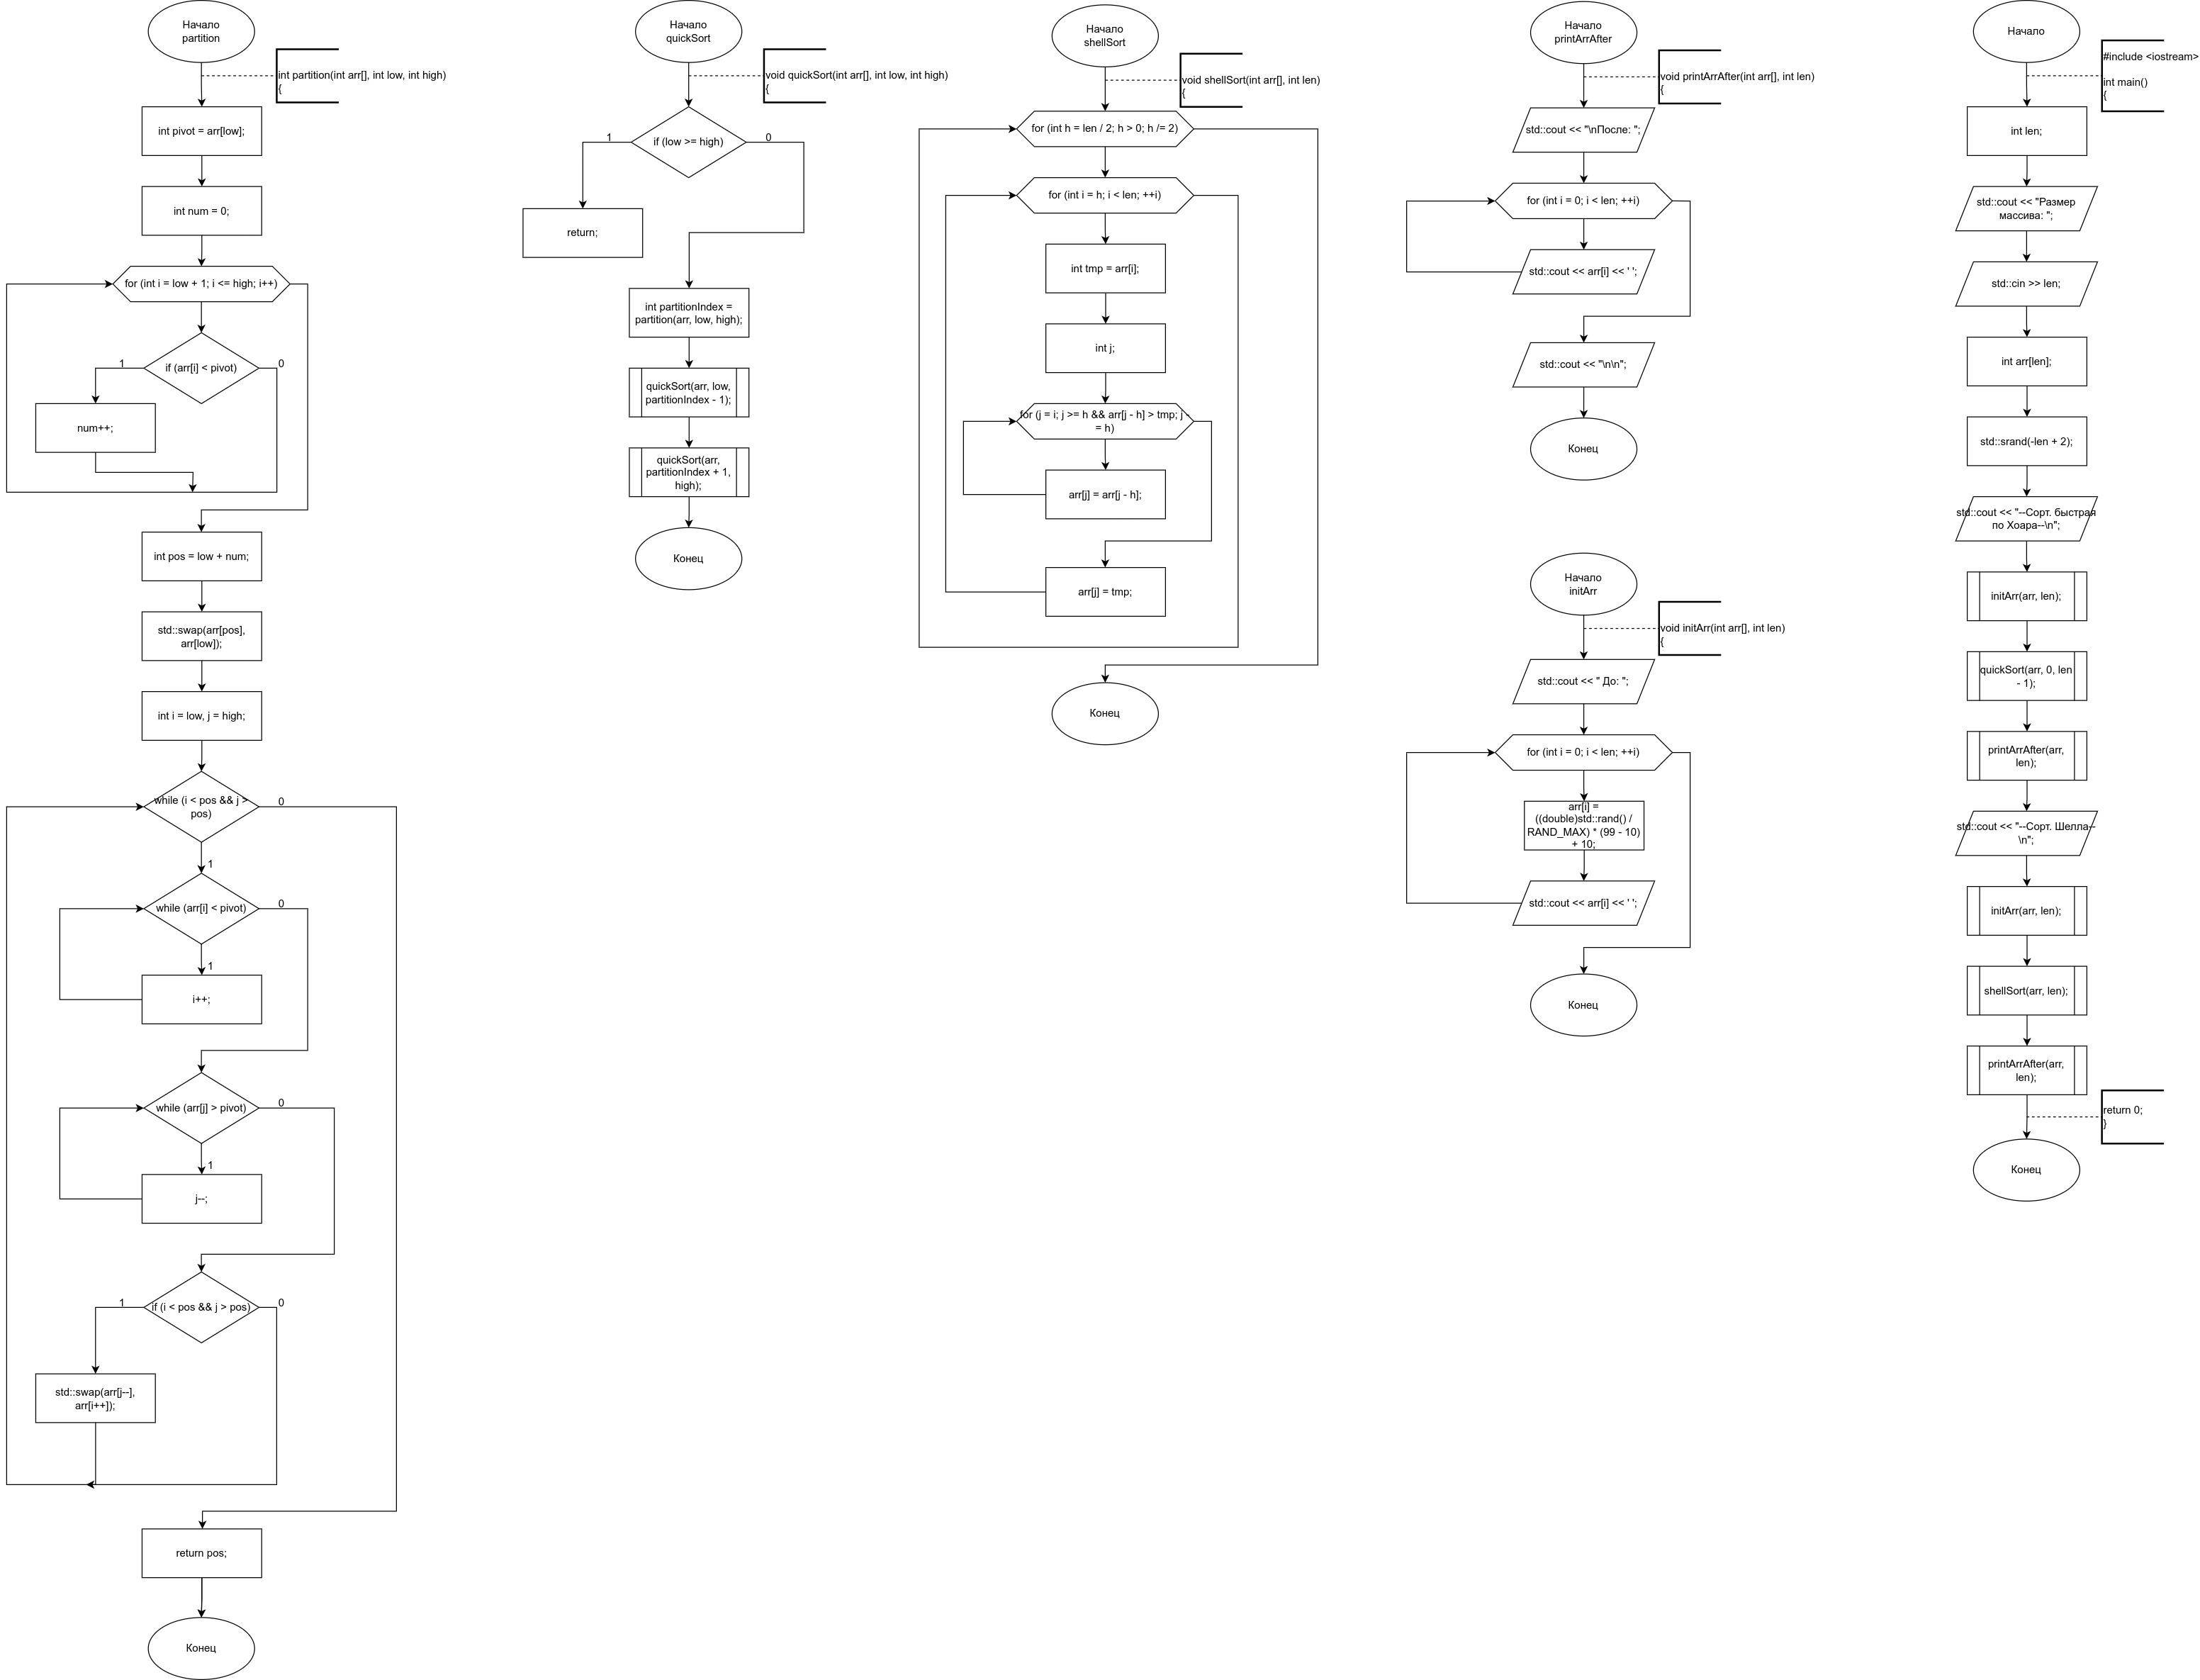 Начало
partition
int partition(int arr[], int low, int high)
{
int pivot = arr[low];
int num = 0;
for (int i = low + 1; i <= high; i++)
if (arr[i] < pivot)
1
0
num++;
int pos = low + num;
std::swap(arr[pos],
arr[low]);
int i = low, j = high;
while (i < pos && j >
pos)
0
1
while (arr[i] < pivot)
0
1
i++;
while (arr[j] > pivot)
0
1
j--;
if (i < pos && j > pos)
1
0
std::swap(arr[j--],
arr[i++]);
return pos;
Конец
Начало
quickSort
void quickSort(int arr[], int low, int high)
{
if (low >= high)
1
0
return;
int partitionIndex =
partition(arr, low, high);
quickSort(arr, low,
partitionIndex - 1);
quickSort(arr,
partitionIndex + 1,
high);
Конец
Начало
shellSort
void shellSort(int arr[], int len)
{
for (int h = len / 2; h > 0; h /= 2)
for (int i = h; i < len; ++i)
int tmp = arr[i];
int j;
for (j = i; j >= h && arr[j - h] > tmp; j -
= h)
arr[j] = arr[j - h];
arr[j] = tmp;
Конец
Начало
printArrAfter
void printArrAfter(int arr[], int len)
{
std::cout << "\nПосле: ";
for (int i = 0; i < len; ++i)
std::cout << arr[i] << ' ';
std::cout << "\n\n";
Конец
Начало
initArr
void initArr(int arr[], int len)
{
std::cout << " До: ";
for (int i = 0; i < len; ++i)
arr[i] =
((double)std::rand() /
RAND_MAX) * (99 - 10)
+ 10;
std::cout << arr[i] << ' ';
Конец
Начало
#include <iostream>
int main()
{
int len;
std::cout << "Размер
массива: ";
std::cin >> len;
int arr[len];
std::srand(-len + 2);
std::cout << "--Сорт. быстрая
по Хоара--\n";
initArr(arr, len);
quickSort(arr, 0, len
- 1);
printArrAfter(arr,
len);
std::cout << "--Сорт. Шелла--
\n";
initArr(arr, len);
shellSort(arr, len);
printArrAfter(arr,
len);
return 0;
}
Конец